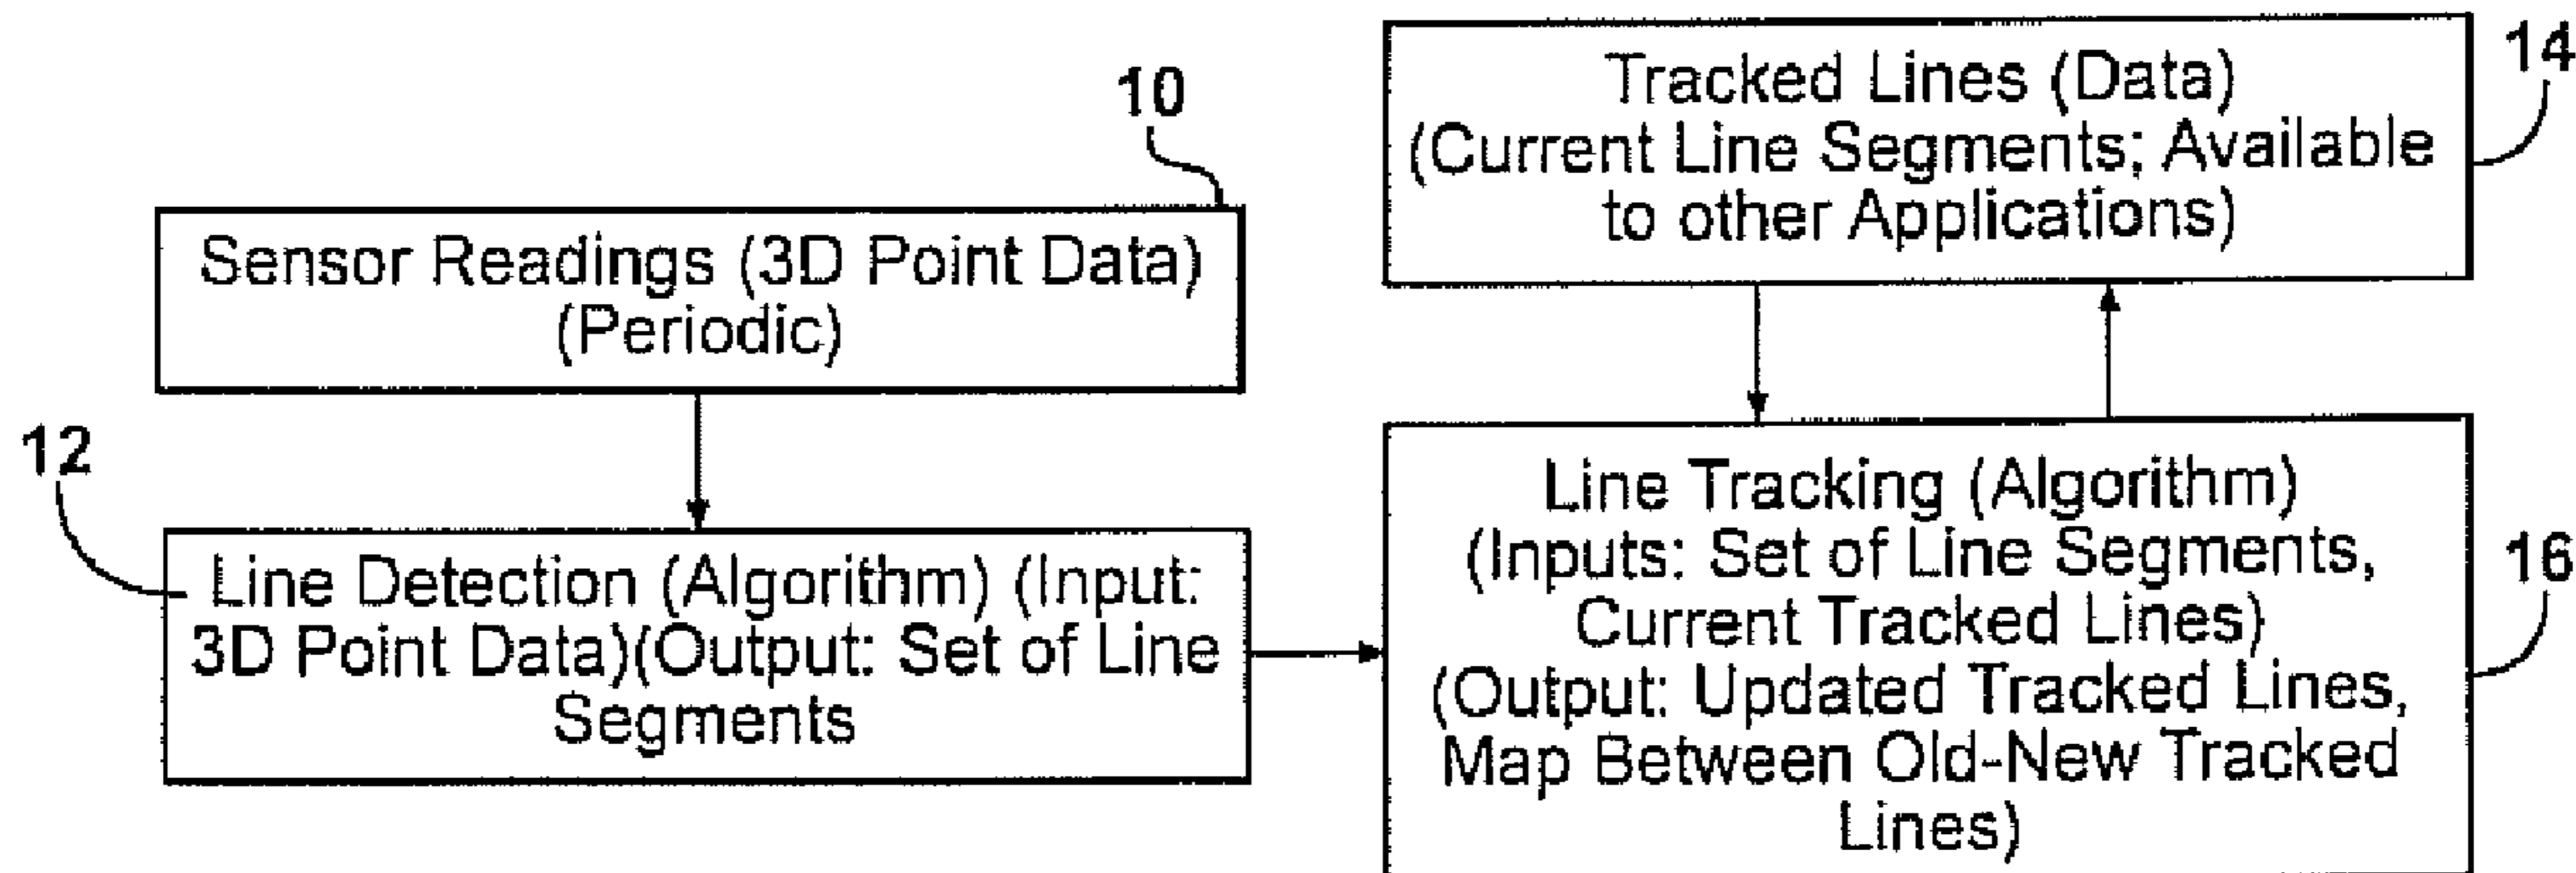 10
Sensor Readings (3D Point Data)
(Periodic)
12
Line Detection (Algorithm) (Input:
3D Point Data)(Output: Set of Line
Segments
14
Tracked Lines (Data)
(Current Line Segments; Available
to other Applications)
16
Line Tracking (Algorithm)
(Inputs: Set of Line Segments,
Current Tracked Lines)
(Output: Updated Tracked Lines,
Map Between Old-New Tracked
Lines)